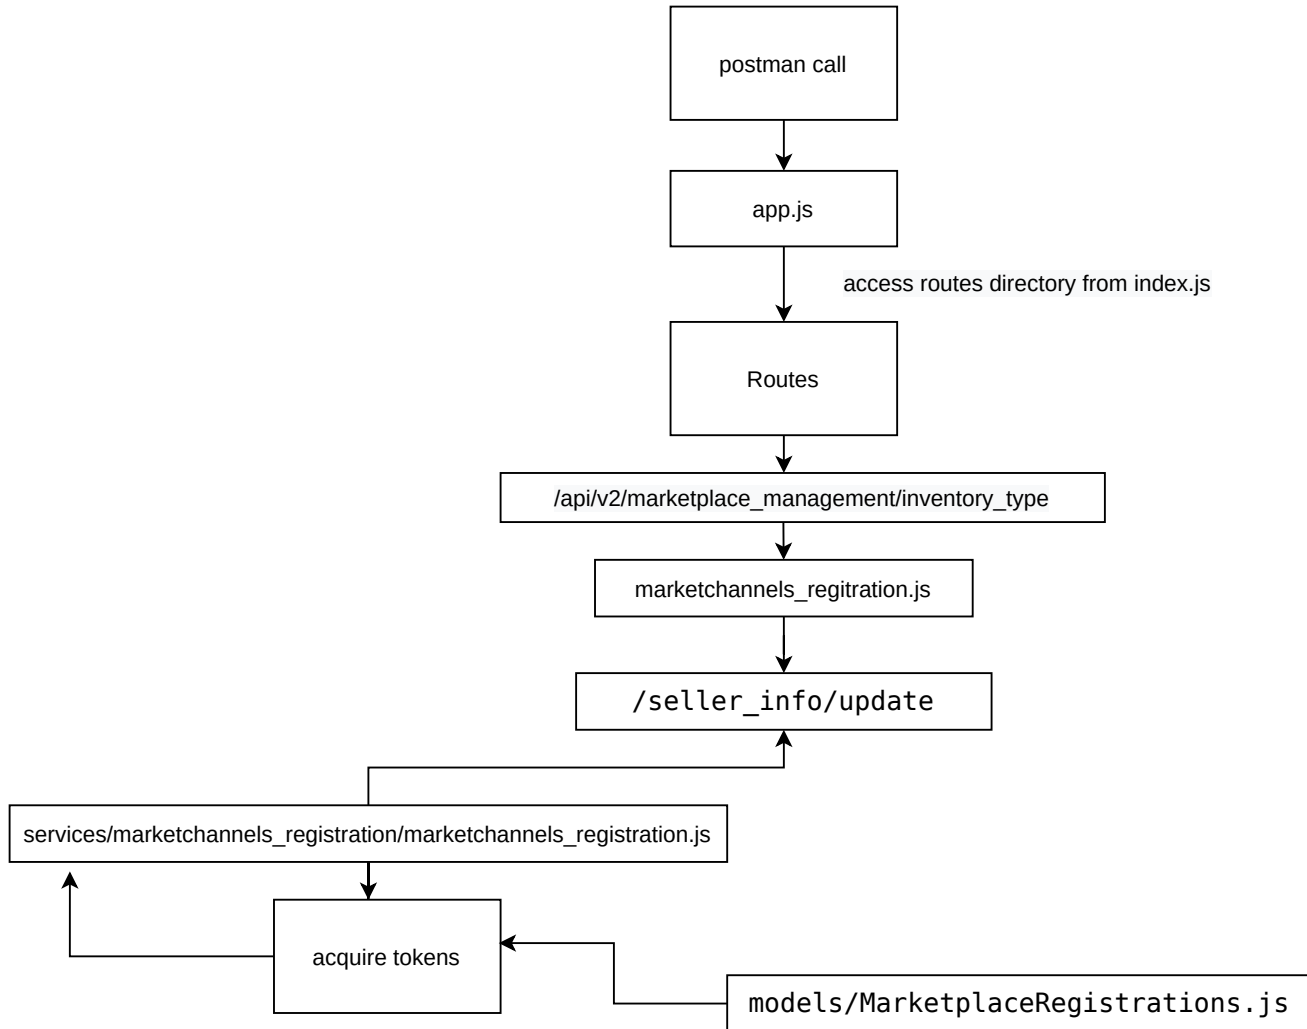 postman call
app.js
access routes directory from index.js
Routes
/api/v2/marketplace_management/inventory_type
marketchannels_regitration.js
/seller_info/update
services/marketchannels_registration/marketchannels_registration.js
acquire tokens
models/MarketplaceRegistrations.js